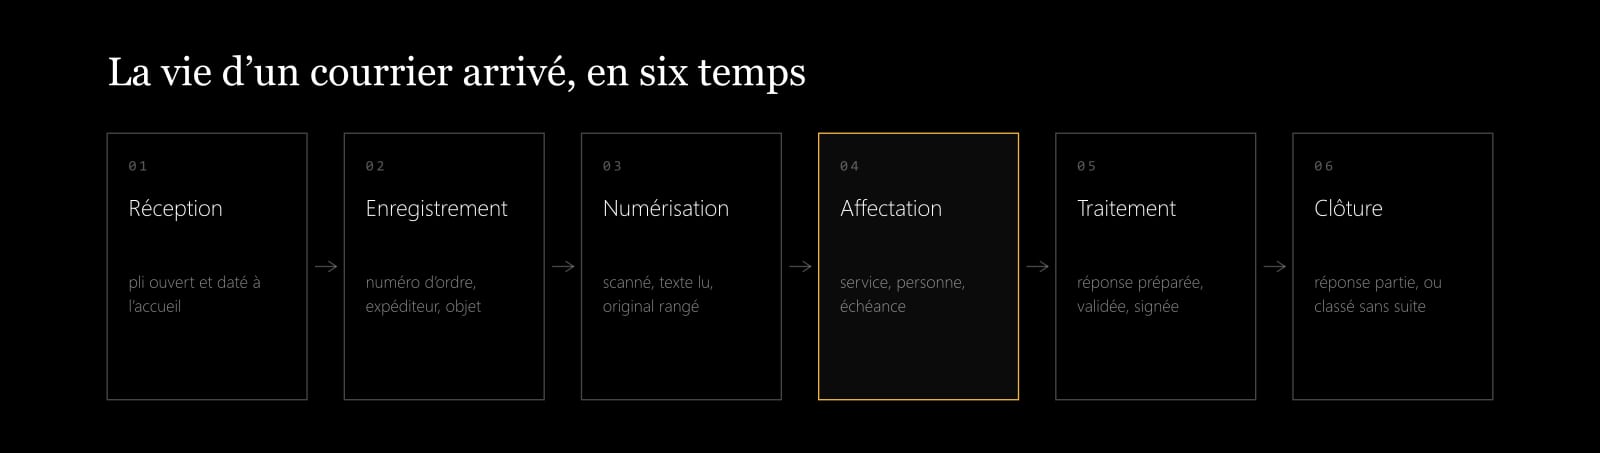 La vie d’un courrier arrivé, en six temps
01
Réception
pli ouvert et daté à
l’accueil
02
Enregistrement
numéro d’ordre,
expéditeur, objet
03
Numérisation
scanné, texte lu,
original rangé
04
Affectation
service, personne,
échéance
05
Traitement
réponse préparée,
validée, signée
06
Clôture
réponse partie, ou
classé sans suite